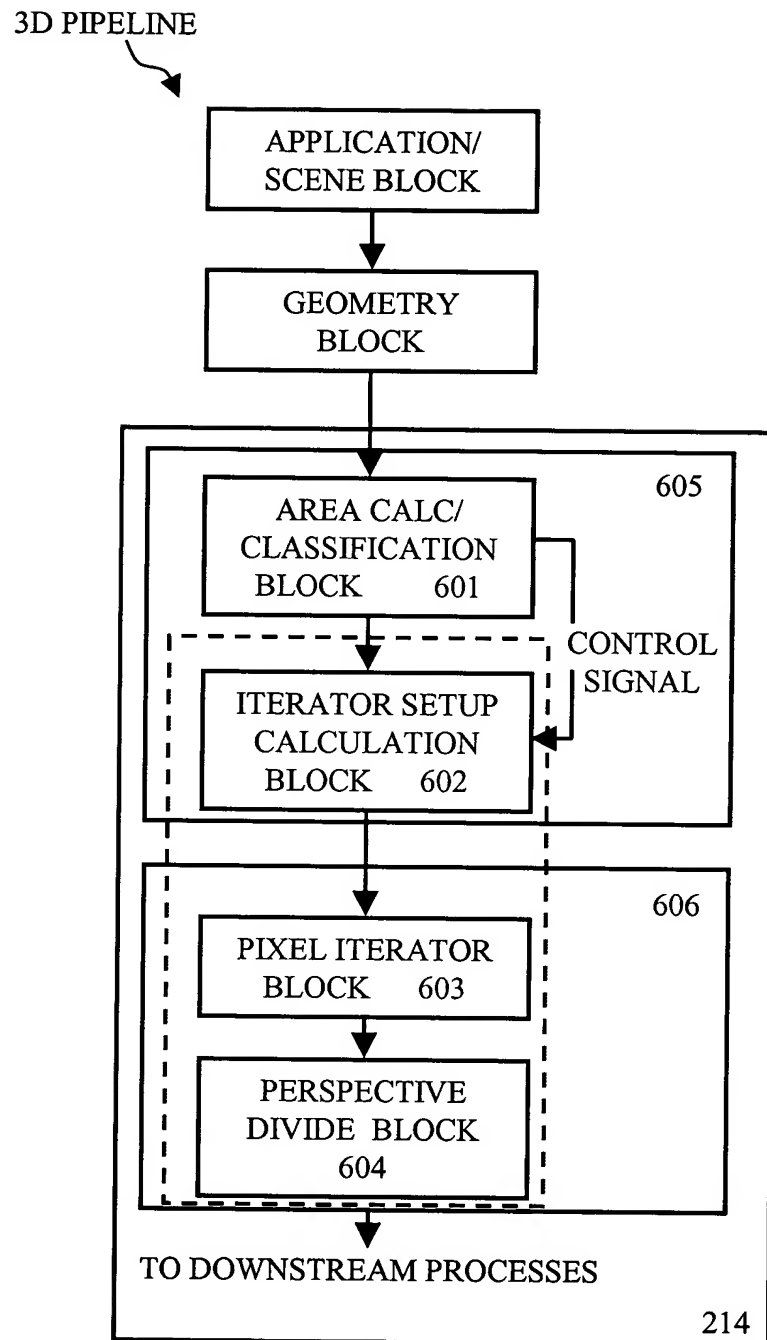 3D PIPELINE
APPLICATION/
SCENE BLOCK
GEOMETRY
BLOCK
605
AREA CALC/
CLASSIFICATION
BLOCK 601
CONTROL
SIGNAL
ITERATOR SETUP
CALCULATION
BLOCK 602
606
PIXEL ITERATOR
BLOCK 603
PERSPECTIVE
DIVIDE BLOCK
604
TO DOWNSTREAM PROCESSES
214